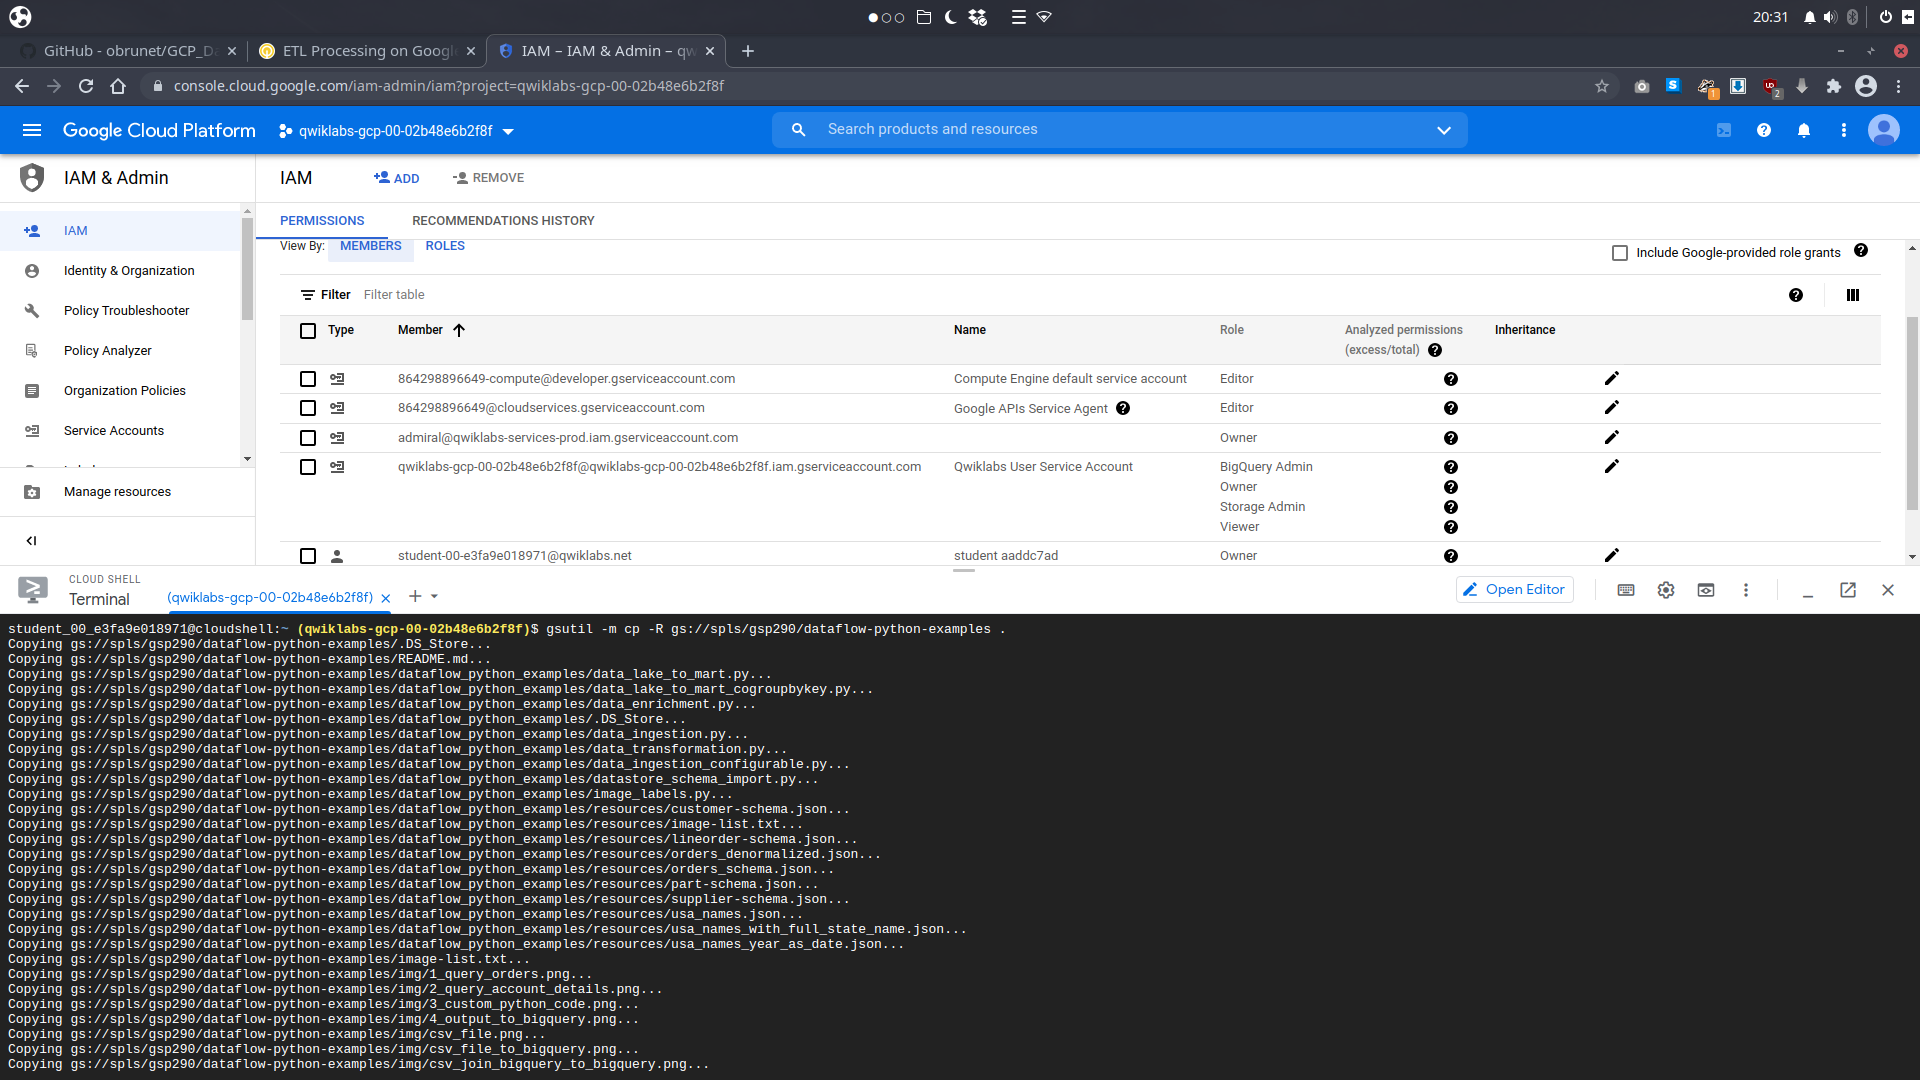 20:31
GitHub - obrunet/GCP_Da
ETL Processing on Google
IAM – IAM & Admin – qw
console.cloud.google.com/iam-admin/iam?project=qwiklabs-gcp-00-02b48e6b2f8f
Google Cloud Platform
qwiklabs-gcp-00-02b48e6b2f8f
Search products and resources
IAM & Admin
IAM
ADD
REMOVE
IAM
Identity & Organization
Policy Troubleshooter
Policy Analyzer
Organization Policies
Service Accounts
Manage resources
PERMISSIONS
RECOMMENDATIONS HISTORY
View By: MEMBERS ROLES
Include Google-provided role grants
Filter Filter table
Type Member Name Role Analyzed permissions (excess/total) Inheritance
864298896649-compute@developer.gserviceaccount.com Compute Engine default service account Editor
864298896649@cloudservices.gserviceaccount.com Google APIs Service Agent Editor
admiral@qwiklabs-services-prod.iam.gserviceaccount.com Owner
qwiklabs-gcp-00-02b48e6b2f8f@qwiklabs-gcp-00-02b48e6b2f8f.iam.gserviceaccount.com Qwiklabs User Service Account BigQuery Admin
Owner
Storage Admin
Viewer
student-00-e3fa9e018971@qwiklabs.net student aaddc7ad Owner
CLOUD SHELL
Terminal
(qwiklabs-gcp-00-02b48e6b2f8f)
Open Editor
student_00_e3fa9e018971@cloudshell:~ (qwiklabs-gcp-00-02b48e6b2f8f)$ gsutil -m cp -R gs://spls/gsp290/dataflow-python-examples .
Copying gs://spls/gsp290/dataflow-python-examples/.DS_Store...
Copying gs://spls/gsp290/dataflow-python-examples/README.md...
Copying gs://spls/gsp290/dataflow-python-examples/dataflow_python_examples/data_lake_to_mart.py...
Copying gs://spls/gsp290/dataflow-python-examples/dataflow_python_examples/data_lake_to_mart_cogroupbykey.py...
Copying gs://spls/gsp290/dataflow-python-examples/dataflow_python_examples/data_enrichment.py...
Copying gs://spls/gsp290/dataflow-python-examples/dataflow_python_examples/.DS_Store...
Copying gs://spls/gsp290/dataflow-python-examples/dataflow_python_examples/data_ingestion.py...
Copying gs://spls/gsp290/dataflow-python-examples/dataflow_python_examples/data_transformation.py...
Copying gs://spls/gsp290/dataflow-python-examples/dataflow_python_examples/data_ingestion_configurable.py...
Copying gs://spls/gsp290/dataflow-python-examples/dataflow_python_examples/datastore_schema_import.py...
Copying gs://spls/gsp290/dataflow-python-examples/dataflow_python_examples/image_labels.py...
Copying gs://spls/gsp290/dataflow-python-examples/dataflow_python_examples/resources/customer-schema.json...
Copying gs://spls/gsp290/dataflow-python-examples/dataflow_python_examples/resources/image-list.txt...
Copying gs://spls/gsp290/dataflow-python-examples/dataflow_python_examples/resources/lineorder-schema.json...
Copying gs://spls/gsp290/dataflow-python-examples/dataflow_python_examples/resources/orders_denormalized.json...
Copying gs://spls/gsp290/dataflow-python-examples/dataflow_python_examples/resources/orders_schema.json...
Copying gs://spls/gsp290/dataflow-python-examples/dataflow_python_examples/resources/part-schema.json...
Copying gs://spls/gsp290/dataflow-python-examples/dataflow_python_examples/resources/supplier-schema.json...
Copying gs://spls/gsp290/dataflow-python-examples/dataflow_python_examples/resources/usa_names.json...
Copying gs://spls/gsp290/dataflow-python-examples/dataflow_python_examples/resources/usa_names_with_full_state_name.json...
Copying gs://spls/gsp290/dataflow-python-examples/dataflow_python_examples/resources/usa_names_year_as_date.json...
Copying gs://spls/gsp290/dataflow-python-examples/image-list.txt...
Copying gs://spls/gsp290/dataflow-python-examples/img/1_query_orders.png...
Copying gs://spls/gsp290/dataflow-python-examples/img/2_query_account_details.png...
Copying gs://spls/gsp290/dataflow-python-examples/img/3_custom_python_code.png...
Copying gs://spls/gsp290/dataflow-python-examples/img/4_output_to_bigquery.png...
Copying gs://spls/gsp290/dataflow-python-examples/img/csv_file.png...
Copying gs://spls/gsp290/dataflow-python-examples/img/csv_file_to_bigquery.png...
Copying gs://spls/gsp290/dataflow-python-examples/img/csv_join_bigquery_to_bigquery.png...